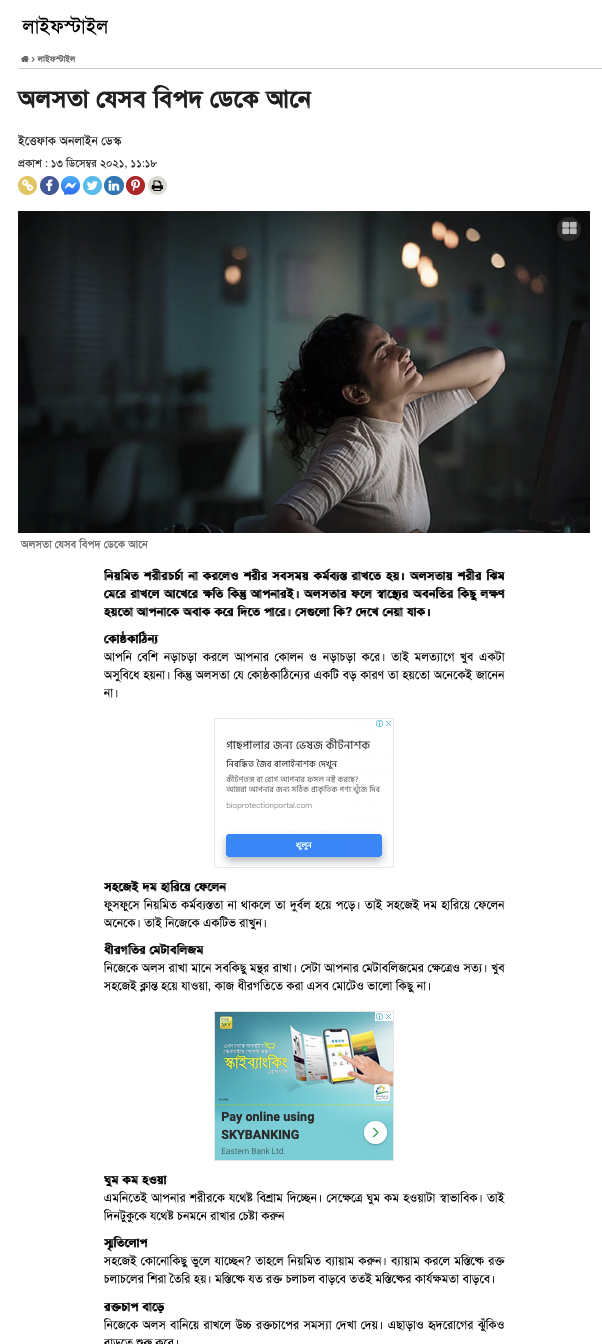 লাইফস্টাইল
লাইফস্টাইল
অলসতা যেসব বিপদ ডেকে আনে
ইত্তেফাক অনলাইন ডেস্ক
প্রকাশ : ১৩ ডিসেম্বর ২০২১, ১১:১৮
অলসতা যেসব বিপদ ডেকে আনে
নিয়মিত শরীরচর্চা না করলেও শরীর সবসময় কর্মব্যস্ত রাখতে হয়। অলসতায় শরীর ঝিম
মেরে রাখলে আখেরে ক্ষতি কিন্তু আপনারই। অলসতার ফলে স্বাস্থ্যের অবনতির কিছু লক্ষণ
হয়তো আপনাকে অবাক করে দিতে পারে। সেগুলো কি? দেখে নেয়া যাক।
কোষ্ঠকাঠিন্য
আপনি বেশি নড়াচড়া করলে আপনার কোলন ও নড়াচড়া করে। তাই মলত্যাগে খুব একটা
অসুবিধে হয়না। কিন্তু অলসতা যে কোষ্ঠকাঠিন্যের একটি বড় কারণ তা হয়তো অনেকেই জানেন
না।
গাছপালার জন্য ভেষজ কীটনাশক
নিবন্ধিত জৈব বালাইনাশক দেখুন
কীটপতঙ্গ বা রোগ আপনার ফসল নষ্ট করছে?
আমরা আপনার জন্য সঠিক প্রাকৃতিক পণ্য খুঁজে দিব
bioprotectionportal.com
খুলুন
সহজেই দম হারিয়ে ফেলেন
ফুসফুসে নিয়মিত কর্মব্যস্ততা না থাকলে তা দুর্বল হয়ে পড়ে। তাই সহজেই দম হারিয়ে ফেলেন
অনেকে। তাই নিজেকে একটিভ রাখুন।
ধীরগতির মেটাবলিজম
নিজেকে অলস রাখা মানে সবকিছু মন্থর রাখা। সেটা আপনার মেটাবলিজমের ক্ষেত্রেও সত্য। খুব
সহজেই ক্লান্ত হয়ে যাওয়া, কাজ ধীরগতিতে করা এসব মোটেও ভালো কিছু না।
স্কাইব্যাংকিং
Pay online using
SKYBANKING
Eastern Bank Ltd.
ঘুম কম হওয়া
এমনিতেই আপনার শরীরকে যথেষ্ট বিশ্রাম দিচ্ছেন। সেক্ষেত্রে ঘুম কম হওয়াটা স্বাভাবিক। তাই
দিনটুকুকে যথেষ্ট চনমনে রাখার চেষ্টা করুন
স্মৃতিলোপ
সহজেই কোনোকিছু ভুলে যাচ্ছেন? তাহলে নিয়মিত ব্যায়াম করুন। ব্যায়াম করলে মস্তিষ্কে রক্ত
চলাচলের শিরা তৈরি হয়। মস্তিষ্কে যত রক্ত চলাচল বাড়বে ততই মস্তিষ্কের কার্যক্ষমতা বাড়বে।
রক্তচাপ বাড়ে
নিজেকে অলস বানিয়ে রাখলে উচ্চ রক্তচাপের সমস্যা দেখা দেয়। এছাড়াও হৃদরোগের ঝুঁকিও
বাড়তে শুরু করে।